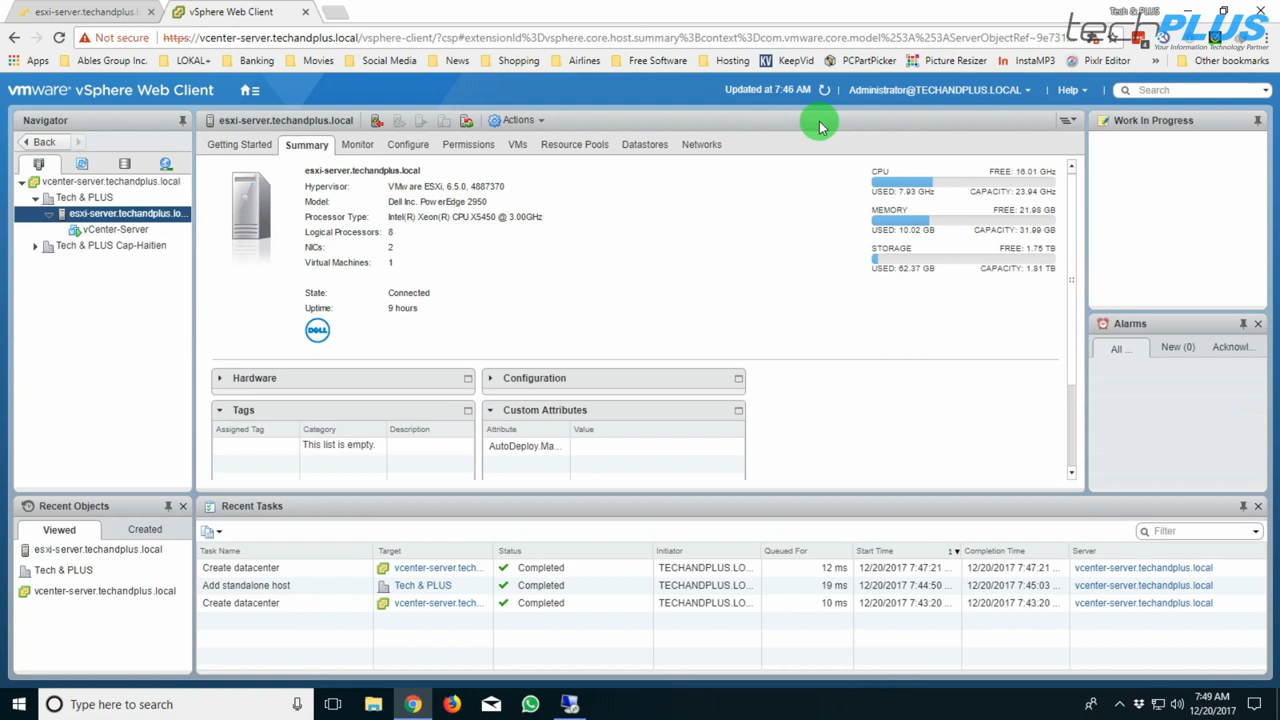 esxi-server.techandplus.l
vSphere Web Client
Tech & PLUS
techPLUS
Your Information Technology Partner
Not secure
https://vcenter-server.techandplus.local/vsphere-client/?csp#extensionId%3Dvsphere.core.host.summary%3Bcontext%3Dcom.vmware.core.model%253A%253AServerObjectRef~9e731
Apps
Ables Group Inc.
LOKAL+
Banking
Movies
Social Media
News
Shopping
Airlines
Free Software
Hosting
KV KeepVid
PCPartPicker
Picture Resizer
InstaMP3
Pixlr Editor
»
Other bookmarks
vmware vSphere Web Client
Updated at 7:46 AM
Administrator@TECHANDPLUS.LOCAL
Help
Search
Navigator
Back
vcenter-server.techandplus.local
Tech & PLUS
esxi-server.techandplus.lo...
vCenter-Server
Tech & PLUS Cap-Haitien
esxi-server.techandplus.local
Actions
Getting Started
Summary
Monitor
Configure
Permissions
VMs
Resource Pools
Datastores
Networks
esxi-server.techandplus.local
Hypervisor: VMware ESXi, 6.5.0, 4887370
Model: Dell Inc. PowerEdge 2950
Processor Type: Intel(R) Xeon(R) CPU X5450 @ 3.00GHz
Logical Processors: 8
NICs: 2
Virtual Machines: 1
State: Connected
Uptime: 9 hours
DELL
CPU FREE: 16.01 GHz
USED: 7.93 GHz CAPACITY: 23.94 GHz
MEMORY FREE: 21.98 GB
USED: 10.02 GB CAPACITY: 31.99 GB
STORAGE FREE: 1.75 TB
USED: 62.37 GB CAPACITY: 1.81 TB
Hardware
Configuration
Tags
Assigned Tag Category Description
This list is empty.
Custom Attributes
Attribute Value
AutoDeploy.Ma...
Work In Progress
Alarms
All ...
New (0)
Acknowl...
Recent Objects
Viewed
Created
esxi-server.techandplus.local
Tech & PLUS
vcenter-server.techandplus.local
Recent Tasks
Filter
Task Name Target Status Initiator Queued For Start Time 1 Completion Time Server
Create datacenter vcenter-server.tech... Completed TECHANDPLUS.LO... 12 ms 12/20/2017 7:47:21 ... 12/20/2017 7:47:21 ... vcenter-server.techandplus.local
Add standalone host Tech & PLUS Completed TECHANDPLUS.LO... 19 ms 12/20/2017 7:44:50 ... 12/20/2017 7:45:03 ... vcenter-server.techandplus.local
Create datacenter vcenter-server.tech... Completed TECHANDPLUS.LO... 10 ms 12/20/2017 7:43:20 ... 12/20/2017 7:43:20 ... vcenter-server.techandplus.local
Type here to search
7:49 AM
12/20/2017